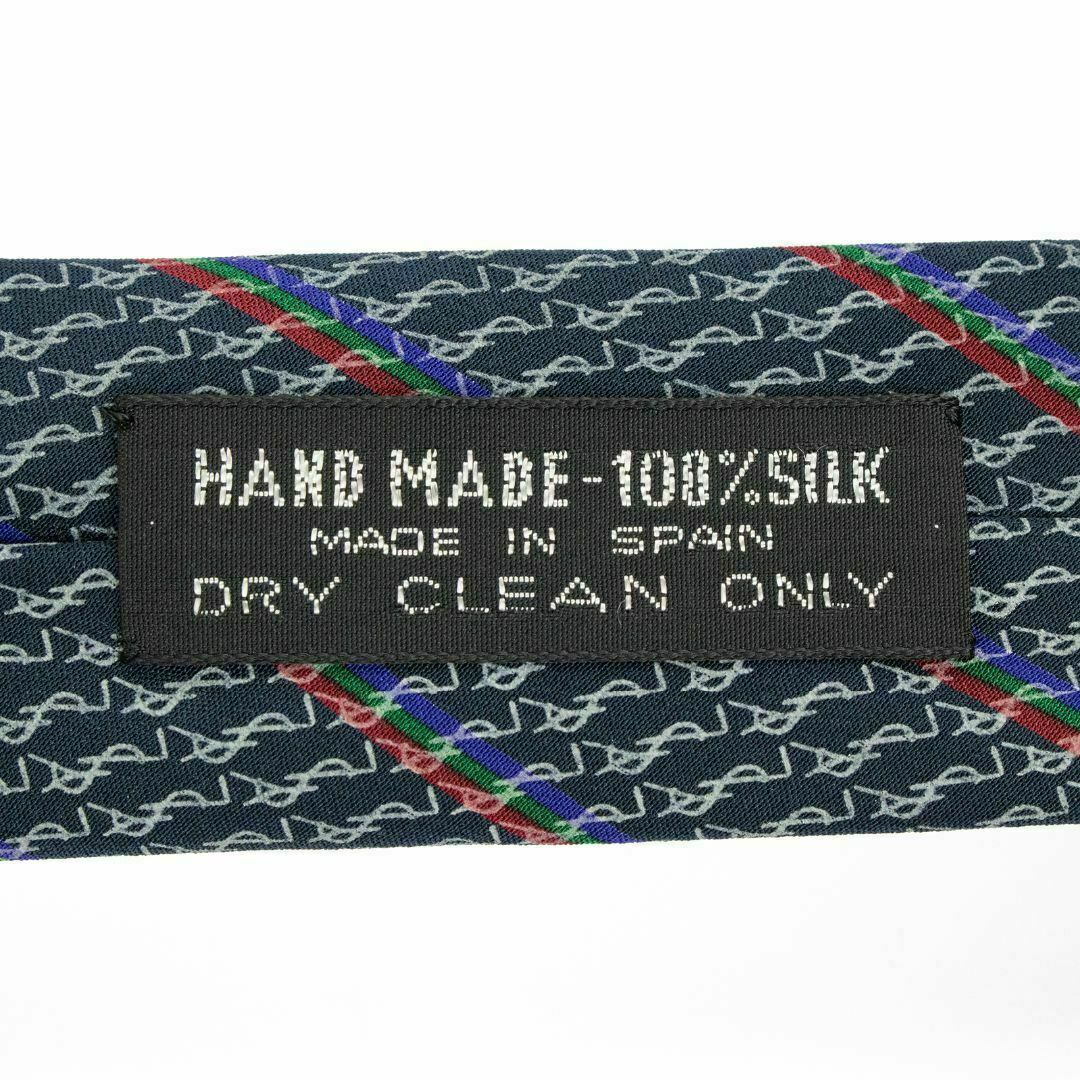 HAND MADE-100% SILK
MADE IN SPAIN
DRY CLEAN ONLY